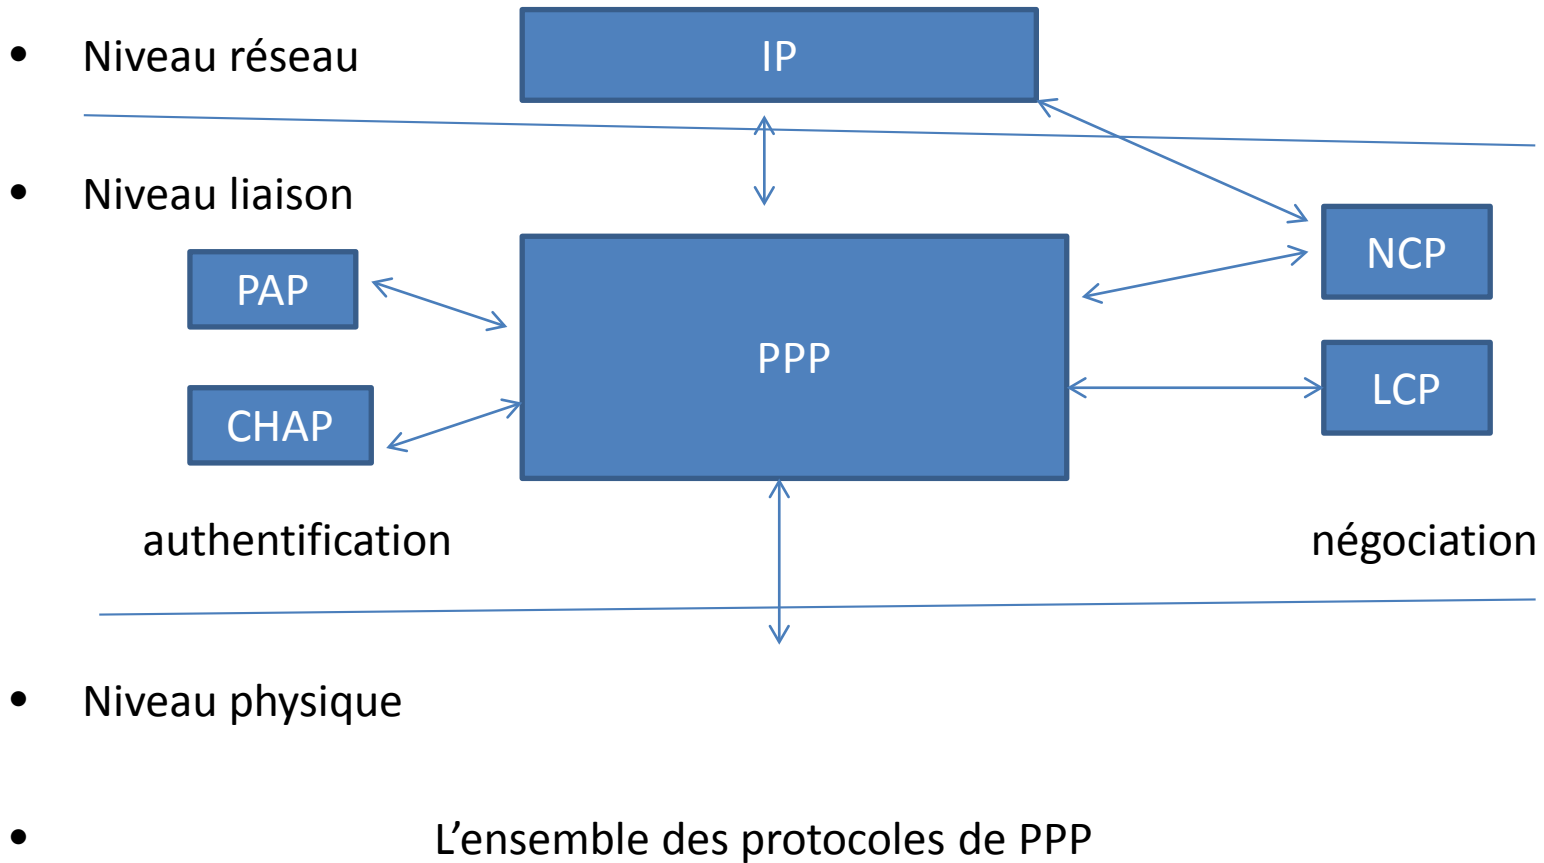 • Niveau réseau
IP
• Niveau liaison
NCP
PAP
PPP
LCP
CHAP
authentification
négociation
• Niveau physique
• L’ensemble des protocoles de PPP